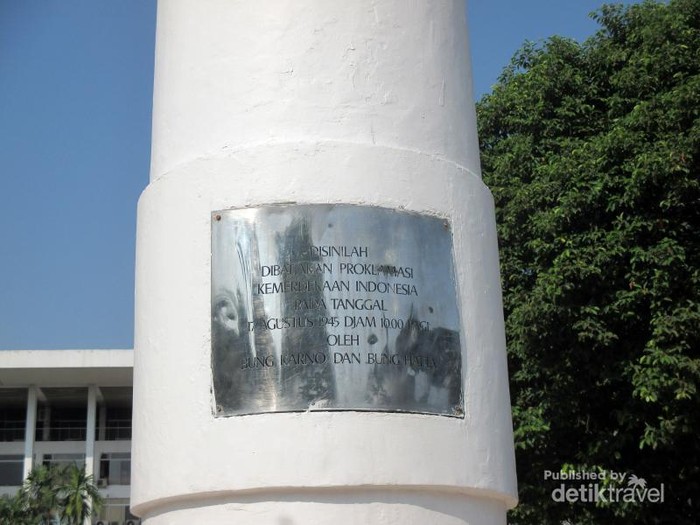 DISINILAH
DIBATJAKAN PROKLAMASI
KEMERDEKAAN INDONESIA
PADA TANGGAL
17 AGUSTUS 1945 DJAM 10.00 PAGI
OLEH
BUNG KARNO DAN BUNG HATTA
Published by
detiktravel